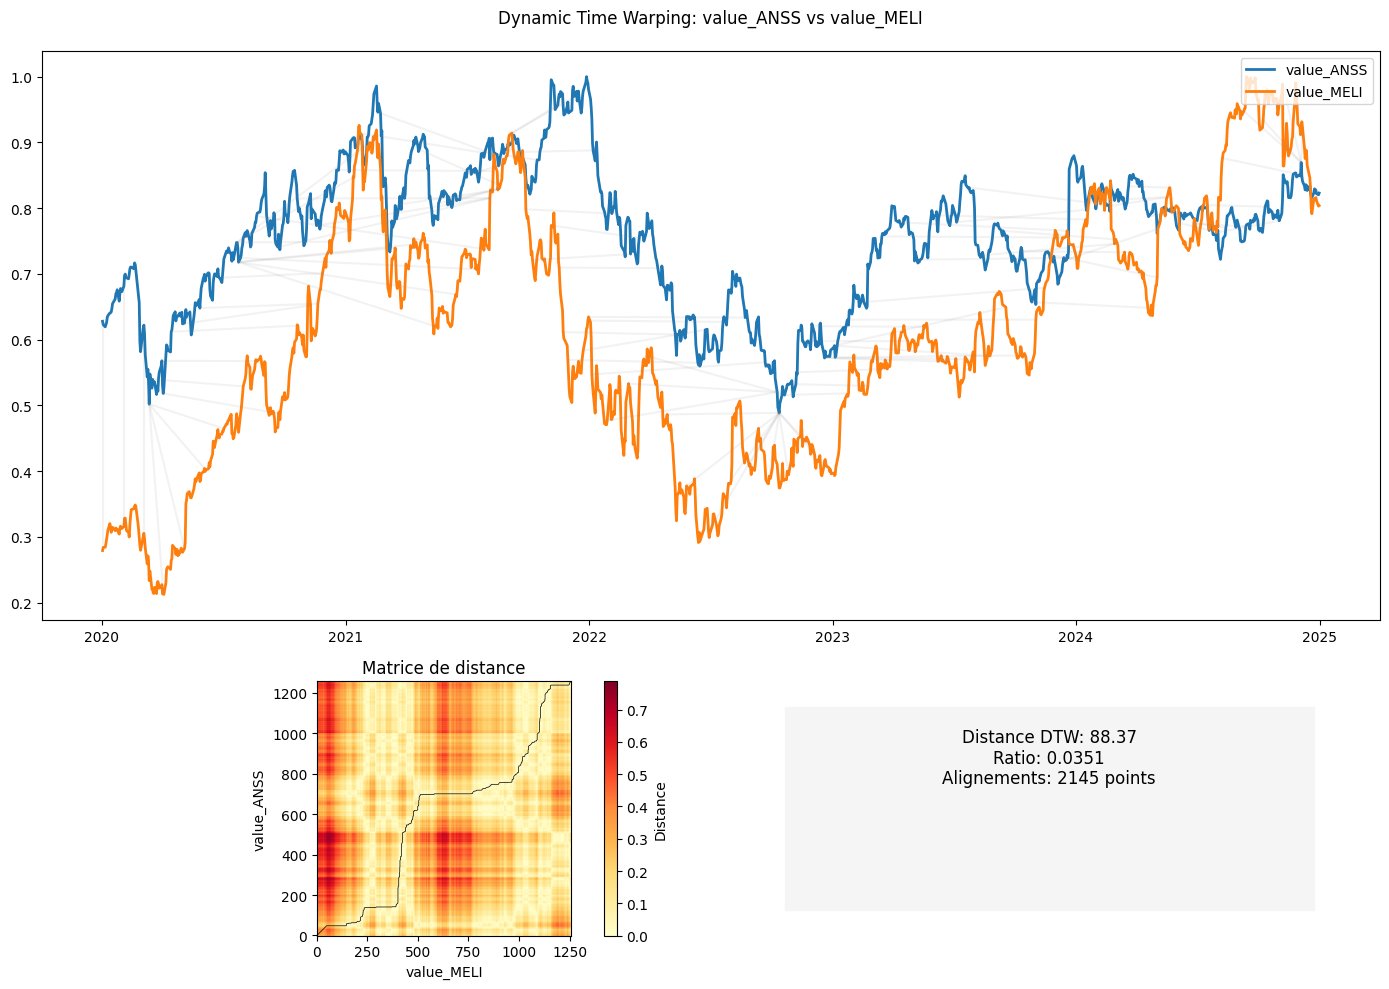 Dynamic Time Warping: value_ANSS vs value_MELI
value_ANSS
value_MELI
1.0
0.9
0.8
0.7
0.6
0.5
0.4
0.3
0.2
2020 2021 2022 2023 2024 2025
Matrice de distance
value_ANSS
1200
1000
800
600
400
200
0
0 250 500 750 1000 1250
value_MELI
0.7
0.6
0.5
0.4
0.3
0.2
0.1
0.0
Distance
Distance DTW: 88.37
Ratio: 0.0351
Alignements: 2145 points